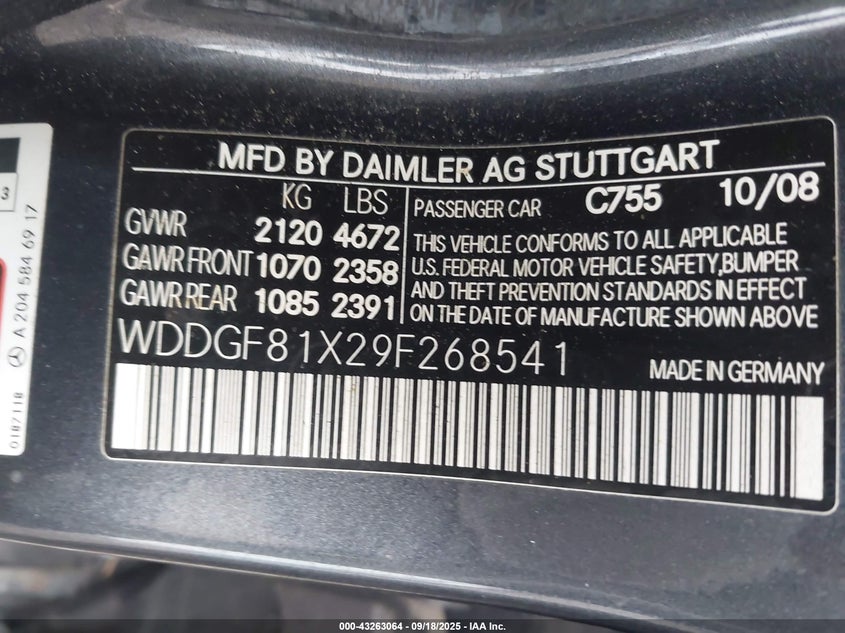 MFD BY DAIMLER AG STUTTGART
KG LBS
GVWR 2120 4672
GAWR FRONT 1070 2358
GAWR REAR 1085 2391
PASSENGER CAR C755 10/08
THIS VEHICLE CONFORMS TO ALL APPLICABLE
U.S. FEDERAL MOTOR VEHICLE SAFETY,BUMPER
AND THEFT PREVENTION STANDARDS IN EFFECT
ON THE DATE OF MANUFACTURE SHOWN ABOVE
WDDGF81X29F268541
MADE IN GERMANY
3
A 204 584 69 17
000-43263064 - 09/18/2025 - IAA Inc.